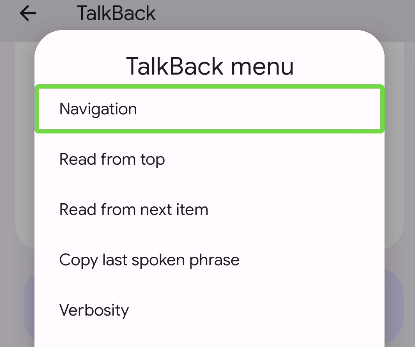 TalkBack
TalkBack menu
Navigation
Read from top
Read from next item
Copy last spoken phrase
Verbosity